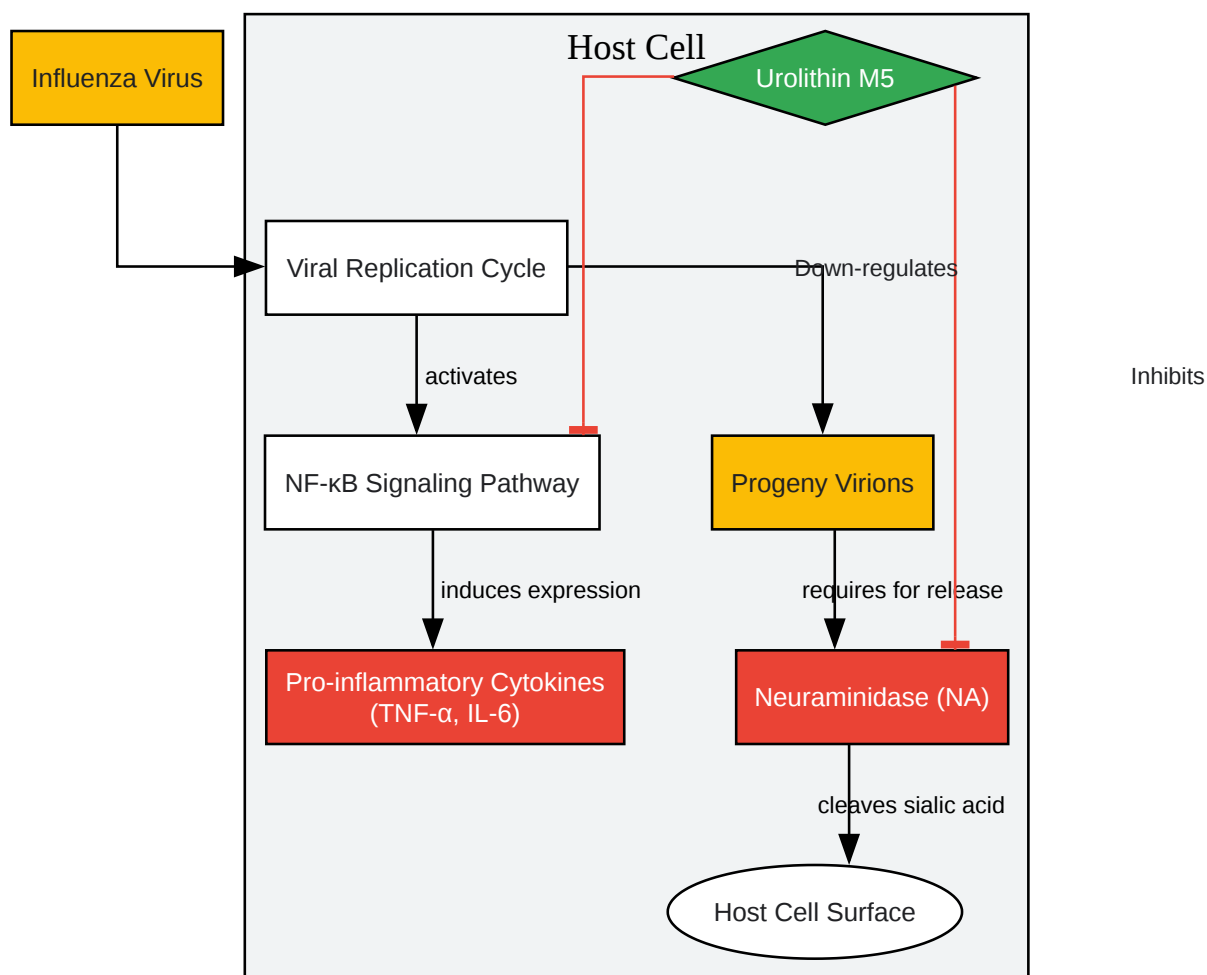 Host Cell
Influenza Virus
Urolithin M5
Viral Replication Cycle
Down-regulates
activates
Inhibits
NF-κB Signaling Pathway
Progeny Virions
induces expression
requires for release
Pro-inflammatory Cytokines
(TNF-α, IL-6)
Neuraminidase (NA)
cleaves sialic acid
Host Cell Surface